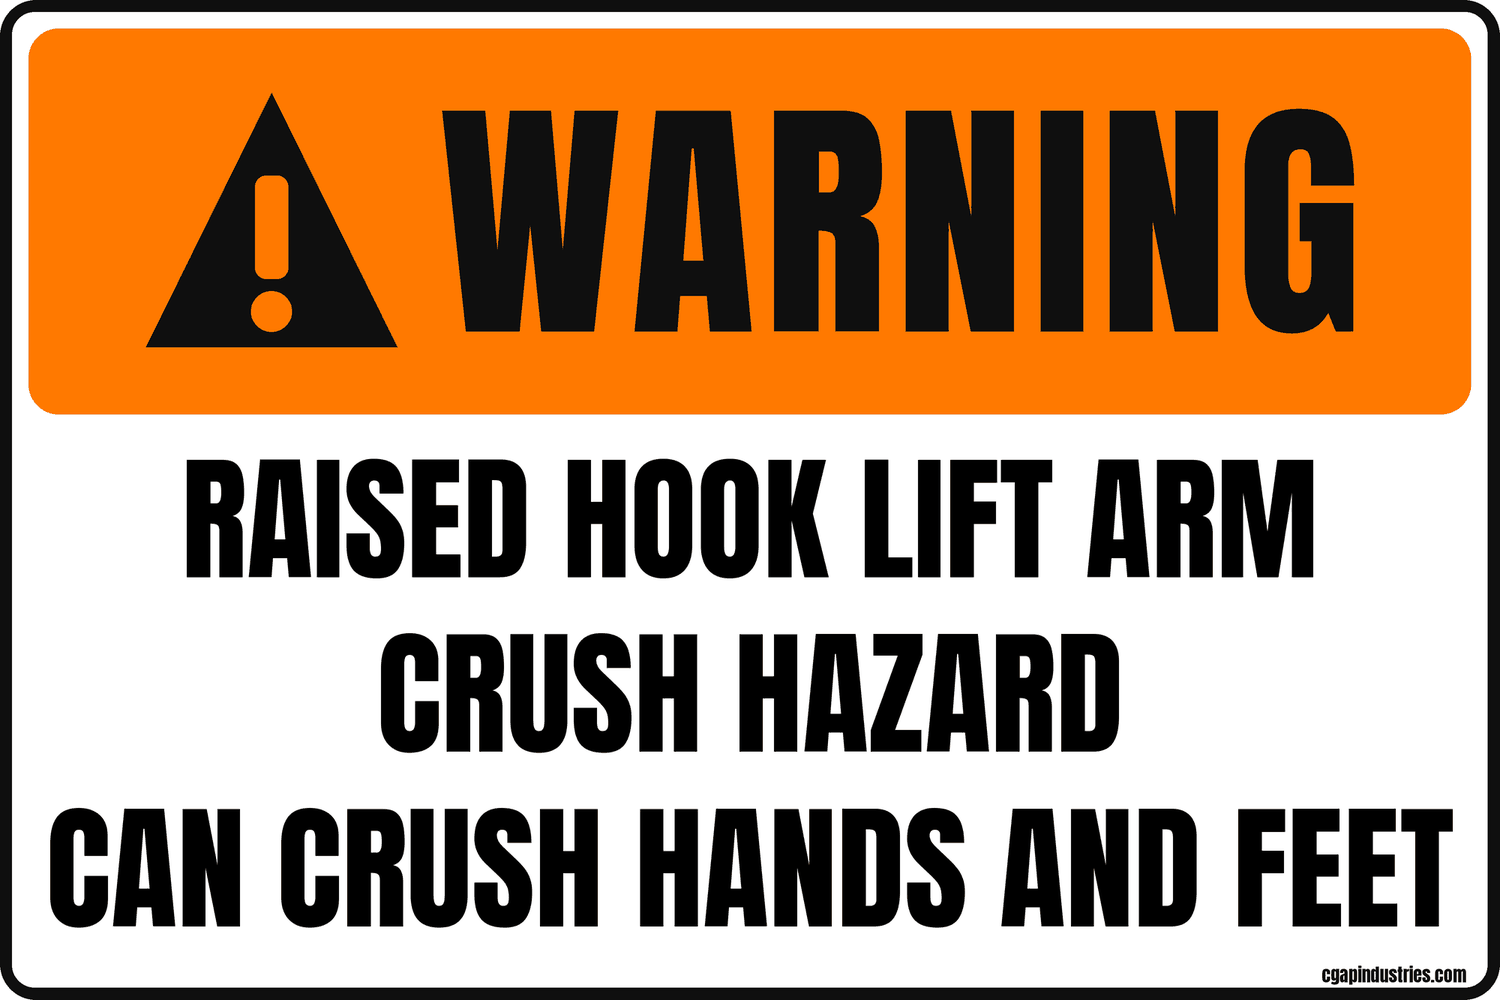 WARNING
RAISED HOOK LIFT ARM
CRUSH HAZARD
CAN CRUSH HANDS AND FEET
cgapindustries.com